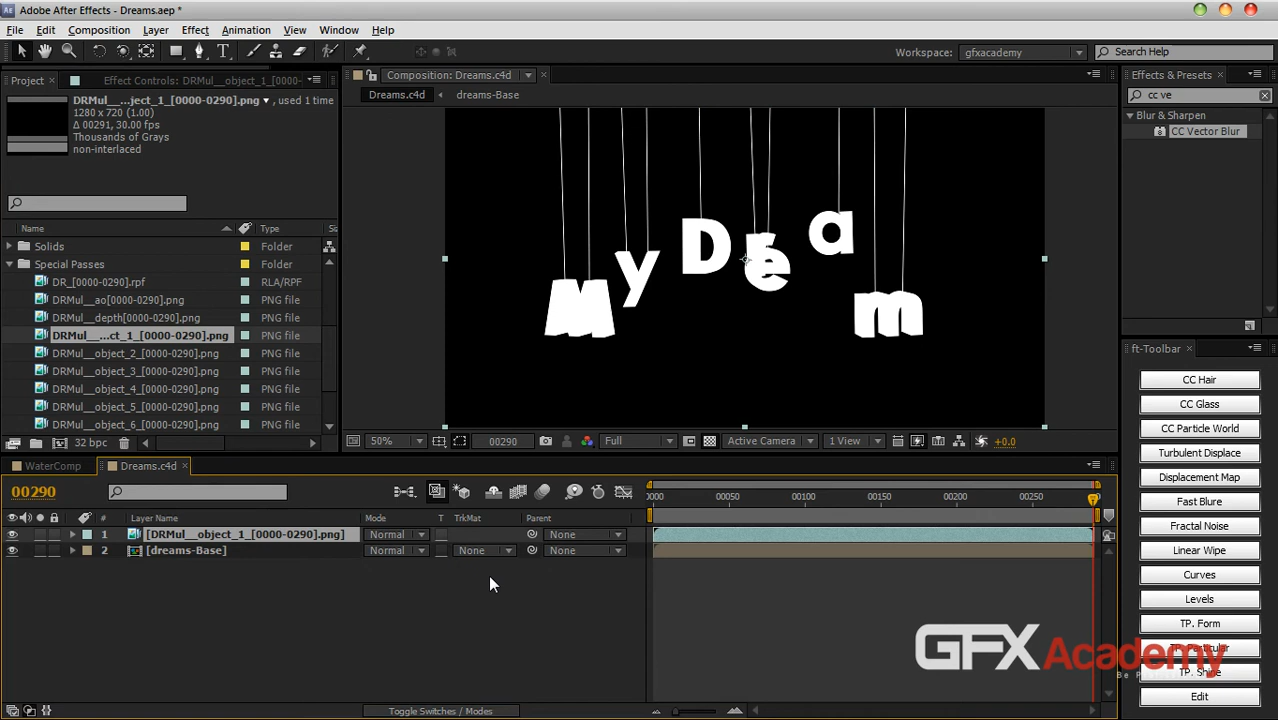 Adobe After Effects - Dreams.aep *
File Edit Composition Layer Effect Animation View Window Help
Workspace: gfxacademy Search Help
Project Effect Controls: DRMul__object_1_[0000-
DRMul__...ject_1_[0000-0290].png ▾, used 1 time
1280 x 720 (1.00)
Δ 00291, 30.00 fps
Thousands of Grays
non-interlaced
Name Type
Solids Folder
Special Passes Folder
DR_[0000-0290].rpf RLA/RPF
DRMul__ao[0000-0290].png PNG file
DRMul__depth[0000-0290].png PNG file
DRMul__...ct_1_[0000-0290].png PNG file
DRMul__object_2_[0000-0290].png PNG file
DRMul__object_3_[0000-0290].png PNG file
DRMul__object_4_[0000-0290].png PNG file
DRMul__object_5_[0000-0290].png PNG file
DRMul__object_6_[0000-0290].png PNG file
32 bpc
Composition: Dreams.c4d
Dreams.c4d dreams-Base
My Dream
50% 00290 Full Active Camera 1 View +0.0
Effects & Presets
cc ve
Blur & Sharpen
CC Vector Blur
ft-Toolbar
CC Hair
CC Glass
CC Particle World
Turbulent Displace
Displacement Map
Fast Blure
Fractal Noise
Linear Wipe
Curves
Levels
TP. Form
TP. Particular
TP. Shine
Edit
WaterComp Dreams.c4d
00290
0000 00050 00100 00150 00200 00250
# Layer Name Mode T TrkMat Parent
1 [DRMul__object_1_[0000-0290].png] Normal None
2 [dreams-Base] Normal None None
Toggle Switches / Modes
GFX Academy